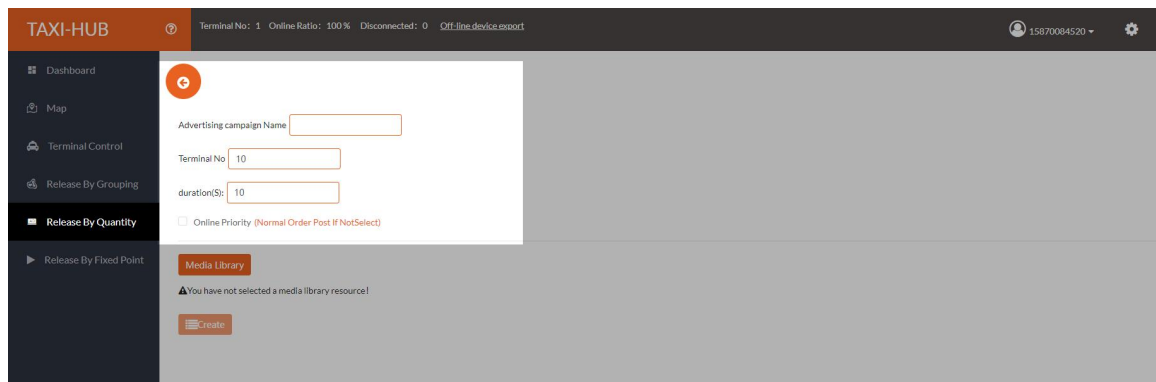 TAXI-HUB
Terminal No: 1 Online Ratio: 100% Disconnected: 0 Off-line device export
15870084520
Dashboard
Map
Terminal Control
Release By Grouping
Release By Quantity
Release By Fixed Point
Advertising campaign Name
Terminal No 10
duration(S): 10
Online Priority (Normal Order Post If NotSelect)
Media Library
You have not selected a media library resource!
Create